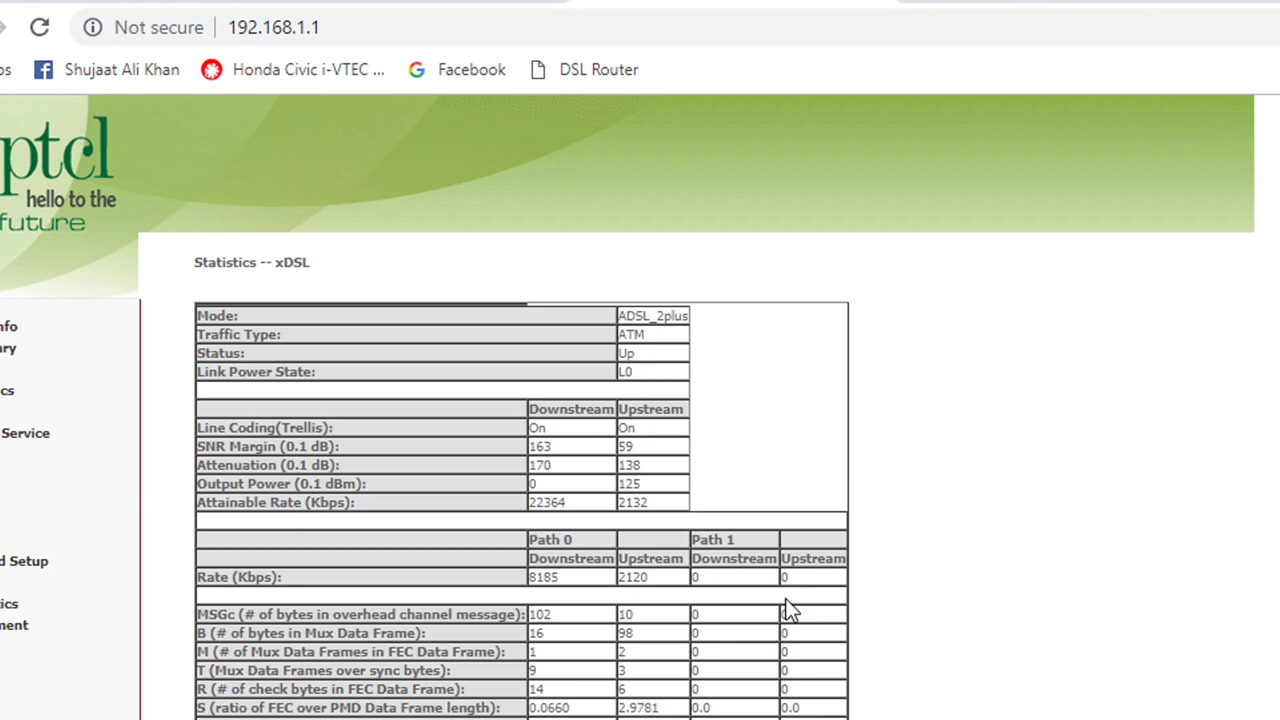 Not secure 192.168.1.1
ps Shujaat Ali Khan Honda Civic i-VTEC ... Facebook DSL Router
ptcl
hello to the
future
Statistics -- xDSL
nfo
ry
cs
Service
d Setup
ics
ment
Mode: ADSL_2plus
Traffic Type: ATM
Status: Up
Link Power State: L0
Downstream Upstream
Line Coding(Trellis): On On
SNR Margin (0.1 dB): 163 59
Attenuation (0.1 dB): 170 138
Output Power (0.1 dBm): 0 125
Attainable Rate (Kbps): 22364 2132
Path 0 Path 1
Downstream Upstream Downstream Upstream
Rate (Kbps): 8185 2120 0 0
MSGc (# of bytes in overhead channel message): 102 10 0 0
B (# of bytes in Mux Data Frame): 16 98 0 0
M (# of Mux Data Frames in FEC Data Frame): 1 2 0 0
T (Mux Data Frames over sync bytes): 9 3 0 0
R (# of check bytes in FEC Data Frame): 14 6 0 0
S (ratio of FEC over PMD Data Frame length): 0.0660 2.9781 0.0 0.0